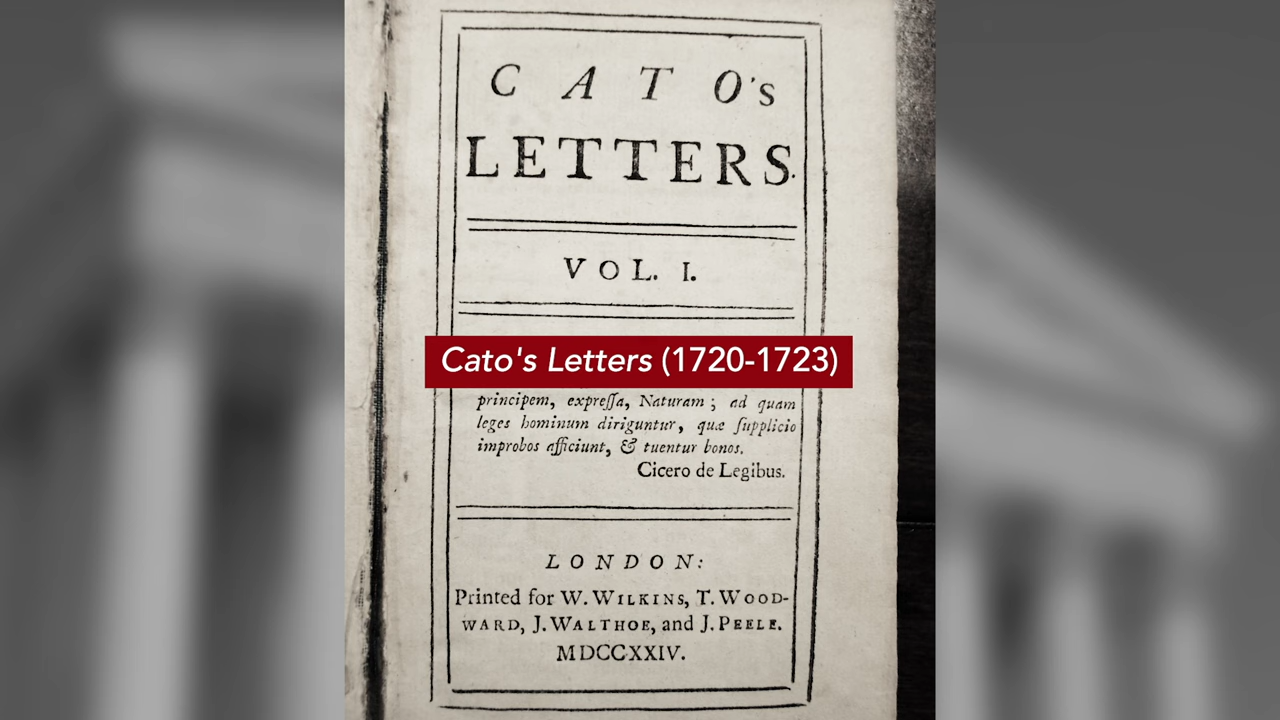 CATO's
LETTERS.
VOL. I.
Cato's Letters (1720-1723)
principem, expreſſa, Naturam ; ad quam
leges hominum diriguntur, quæ ſupplicio
improbos afficiunt, & tuentur bonos.
Cicero de Legibus.
LONDON:
Printed for W. WILKINS, T. WOOD-
WARD, J. WALTHOE, and J. PEELE.
MDCCXXIV.